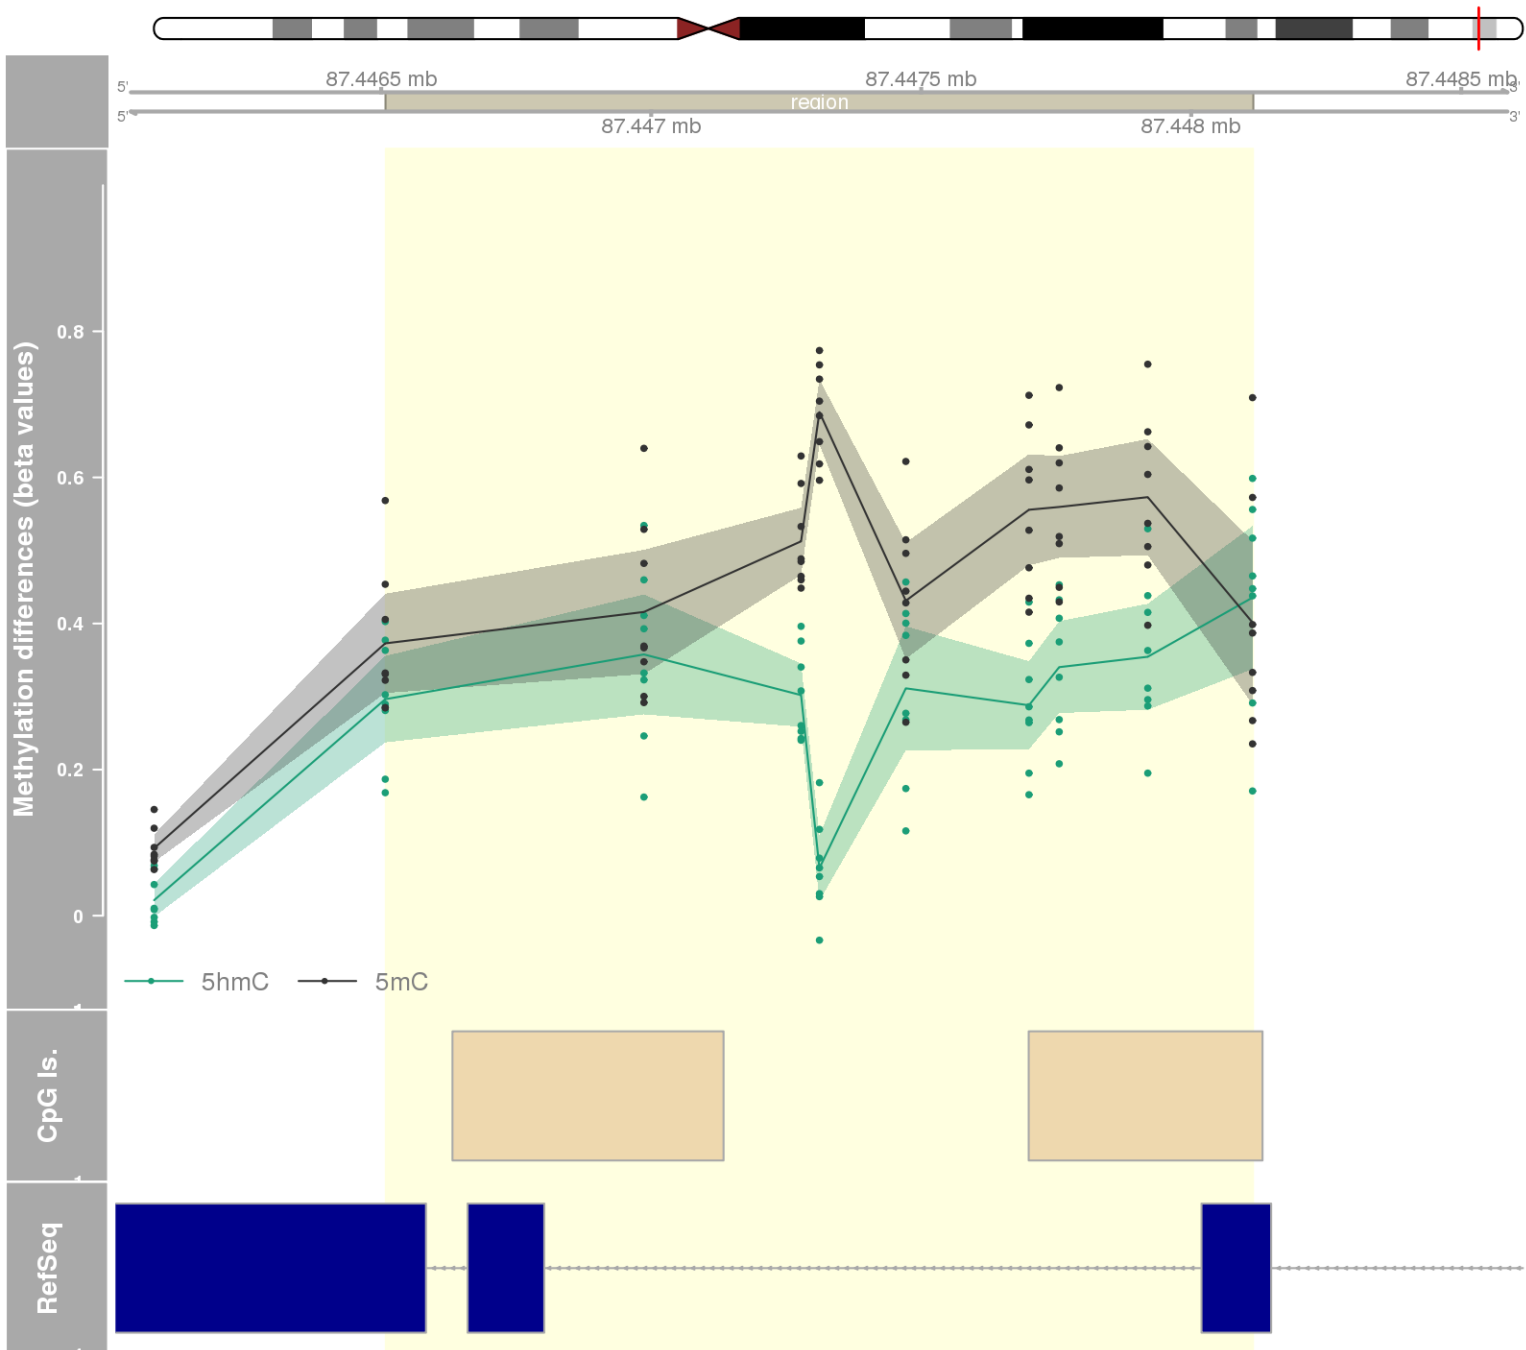 87.4465 mb
87.4475 mb
87.4485 mb
5'
3'
region
5'
3'
87.447 mb
87.448 mb
Methylation differences (beta values)
0.8
0.6
0.4
0.2
0
5hmC
5mC
CpG Is.
RefSeq